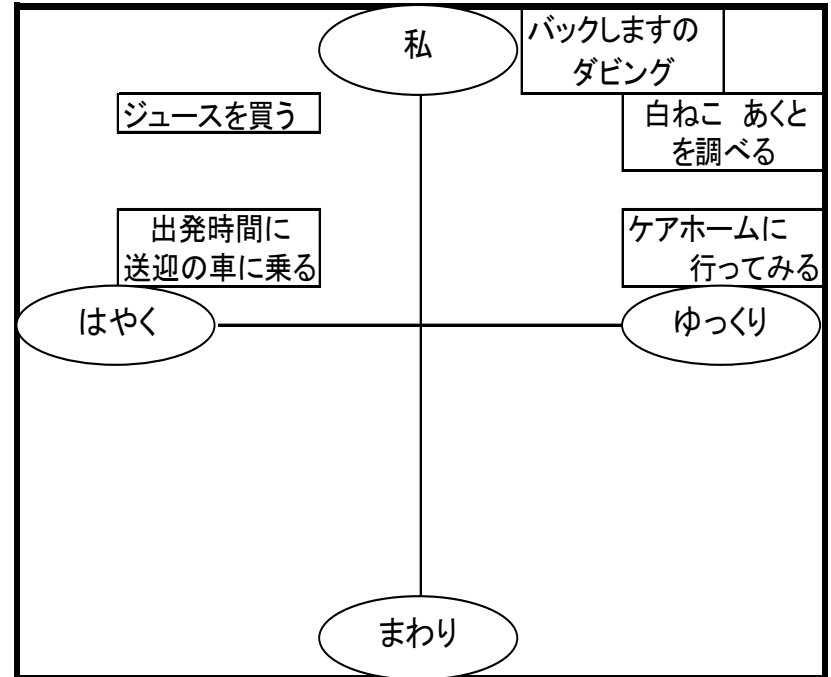 私
バックしますの
ダビング
ジュースを買う
白ねこ　あくと
を調べる
出発時間に
送迎の車に乗る
ケアホームに
行ってみる
はやく
ゆっくり
まわり